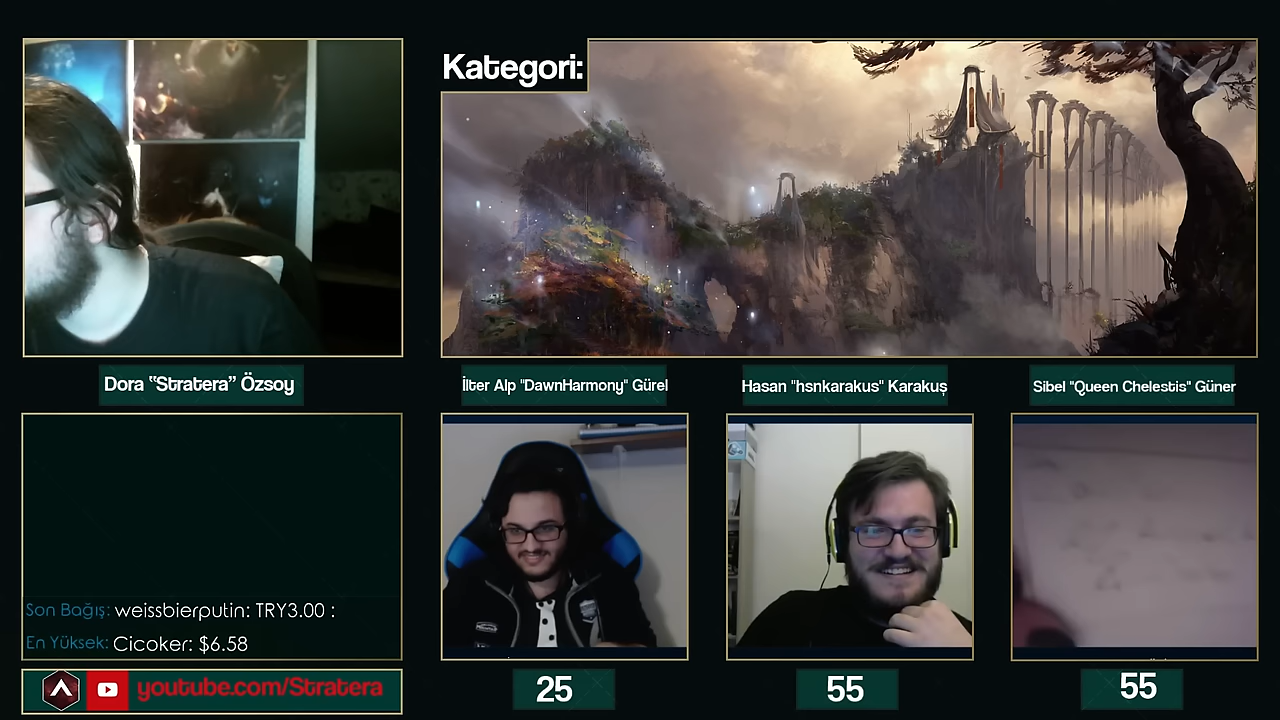 Kategori:
Dora "Stratera" Özsoy
İlter Alp "DawnHarmony" Gürel
Hasan "hsnkarakus" Karakuş
Sibel "Queen Chelestis" Güner
Son Bağış: weissbierputin: TRY3.00 :
En Yüksek: Cicoker: $6.58
youtube.com/Stratera
25
55
55